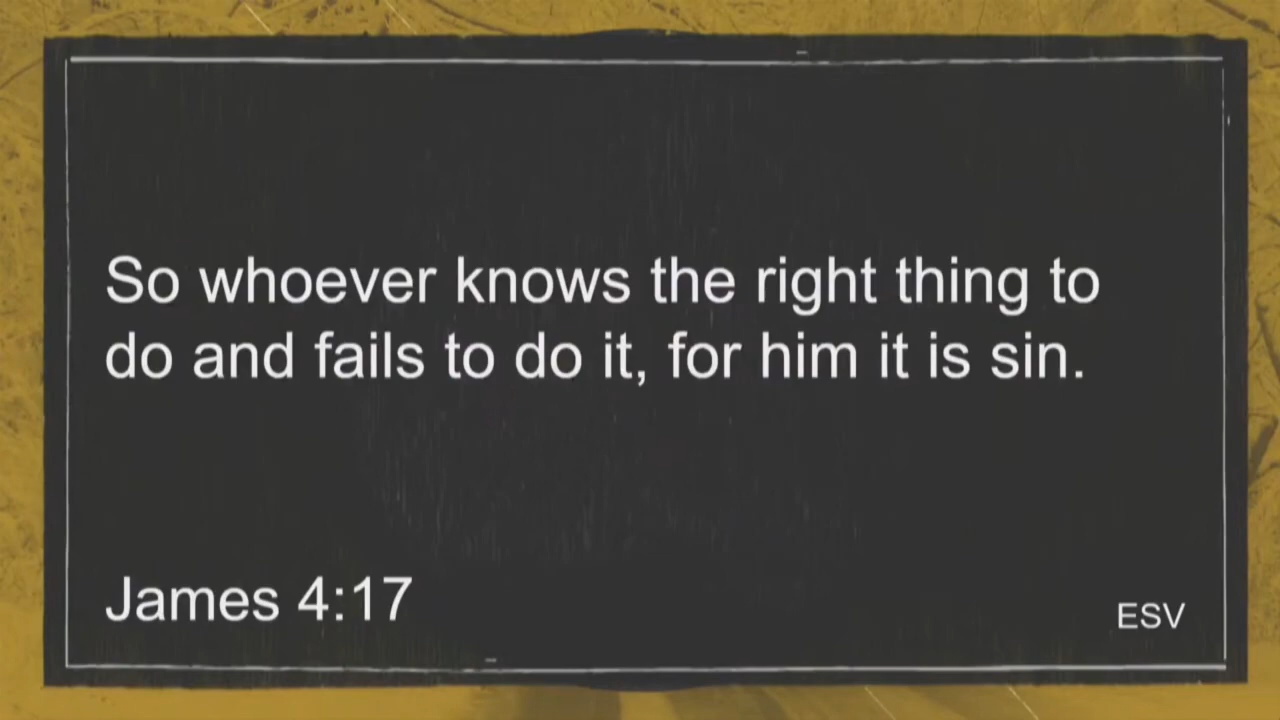 So whoever knows the right thing to
do and fails to do it, for him it is sin.
James 4:17
ESV